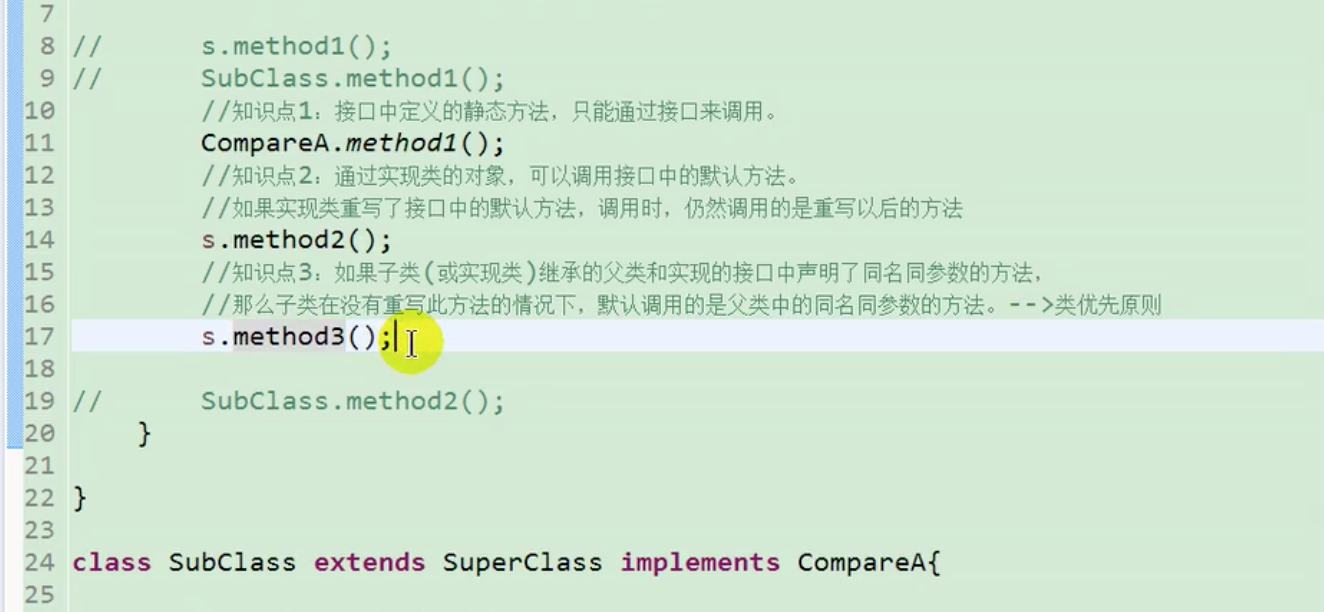 7
8 // s.method1();
9 // SubClass.method1();
10 //知识点1：接口中定义的静态方法，只能通过接口来调用。
11 CompareA.method1();
12 //知识点2：通过实现类的对象，可以调用接口中的默认方法。
13 //如果实现类重写了接口中的默认方法，调用时，仍然调用的是重写以后的方法
14 s.method2();
15 //知识点3：如果子类(或实现类)继承的父类和实现的接口中声明了同名同参数的方法，
16 //那么子类在没有重写此方法的情况下，默认调用的是父类中的同名同参数的方法。-->类优先原则
17 s.method3();
18
19 // SubClass.method2();
20 }
21
22 }
23
24 class SubClass extends SuperClass implements CompareA{
25